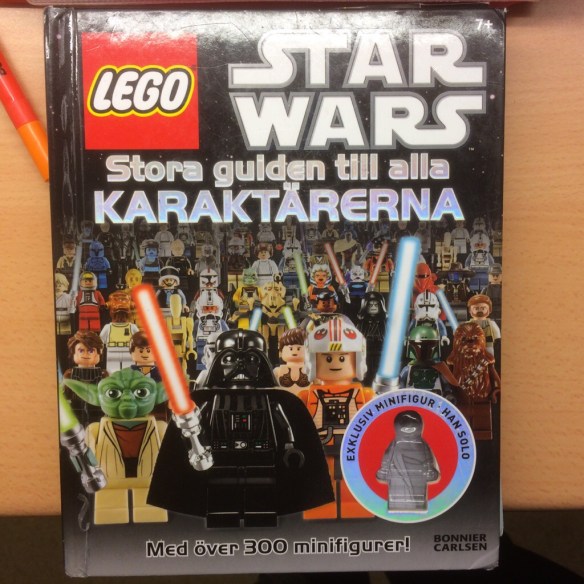 7+
LEGO
STAR
WARS
Stora guiden till alla
KARAKTÄRERNA
EXKLUSIV MINIFIGUR - HAN SOLO
Med över 300 minifigurer!
BONNIER
CARLSEN